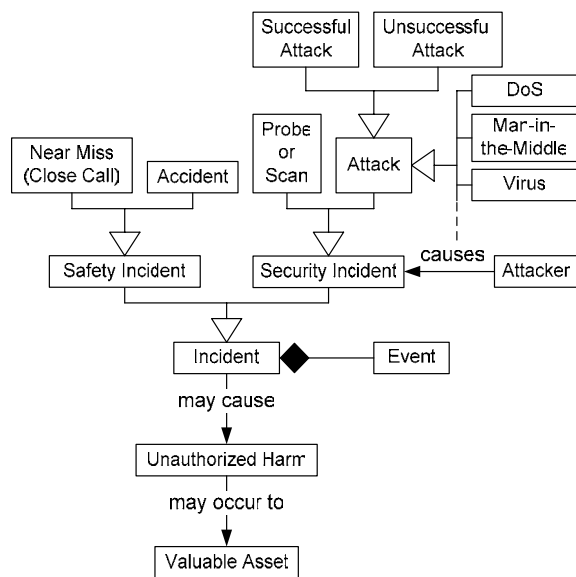 Successful
Attack
Unsuccessfu
Attack
DoS
Man-in-
the-Middle
Virus
Probe
or
Scan
Attack
Near Miss
(Close Call)
Accident
causes
Safety Incident
Security Incident
Attacker
Incident
Event
may cause
Unauthorized Harm
may occur to
Valuable Asset